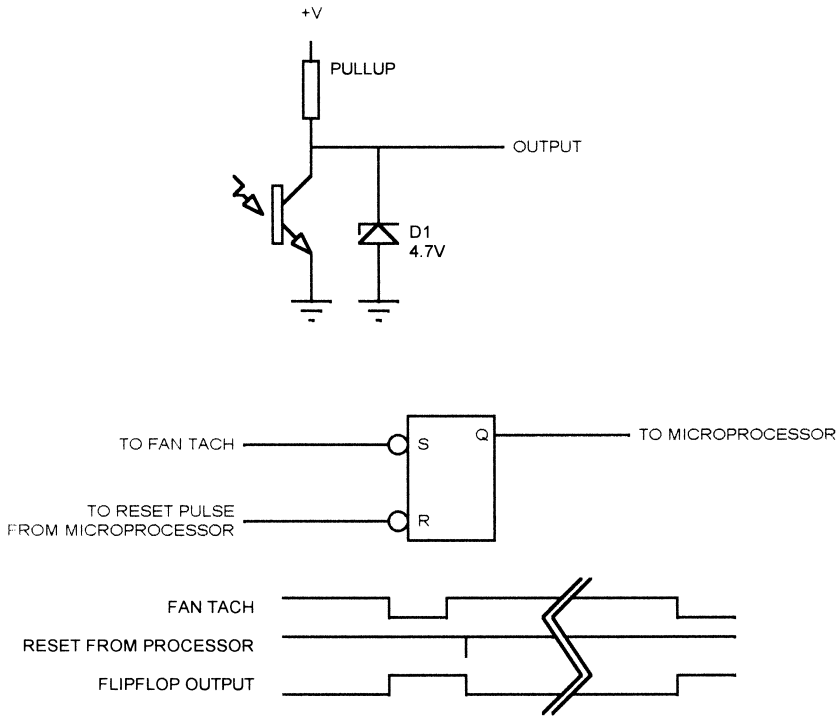 +V
PULLUP
OUTPUT
D1
4.7V
TO FAN TACH
S
Q
TO MICROPROCESSOR
TO RESET PULSE
FROM MICROPROCESSOR
R
FAN TACH
RESET FROM PROCESSOR
FLIPFLOP OUTPUT